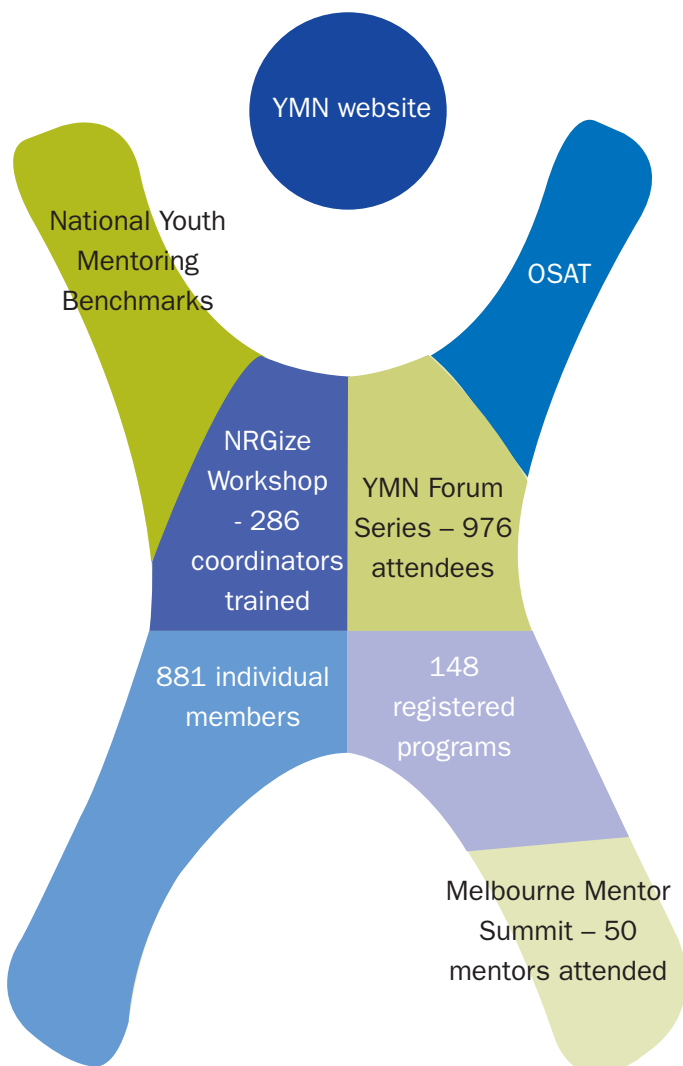 YMN website
National Youth
Mentoring
Benchmarks
OSAT
NRGize
Workshop
- 286
coordinators
trained
YMN Forum
Series – 976
attendees
881 individual
members
148
registered
programs
Melbourne Mentor
Summit – 50
mentors attended